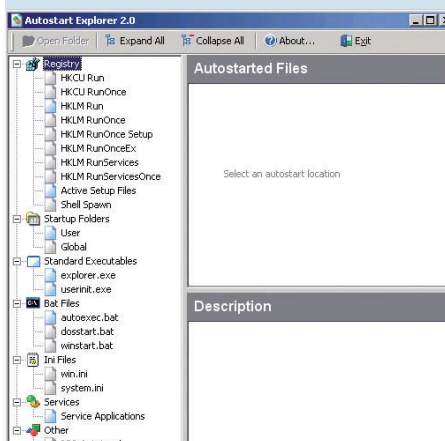 Autostart Explorer 2.0
Open Folder Expand All Collapse All About... Exit
Registry
HKCU Run
HKCU RunOnce
HKLM Run
HKLM RunOnce
HKLM RunOnce Setup
HKLM RunOnceEx
HKLM RunServices
HKLM RunServicesOnce
Active Setup Files
Shell Spawn
Startup Folders
User
Global
Standard Executables
explorer.exe
userinit.exe
Bat Files
autoexec.bat
dosstart.bat
winstart.bat
Ini Files
win.ini
system.ini
Services
Service Applications
Other
Autostarted Files
Select an autostart location
Description